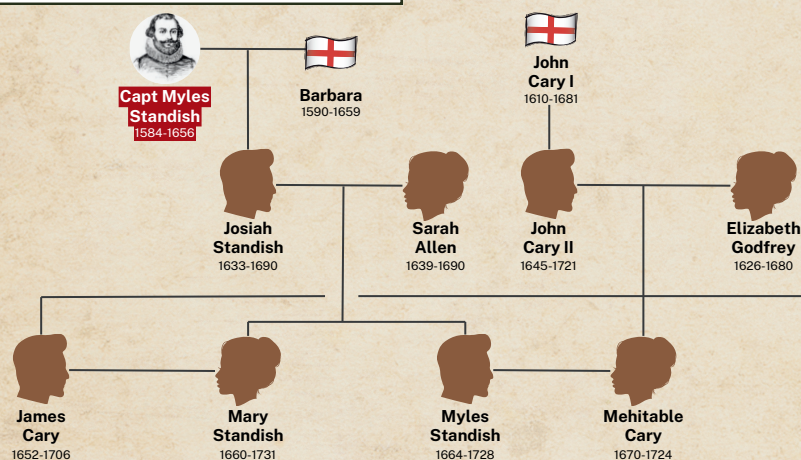 Capt Myles
Standish
1584-1656
Barbara
1590-1659
John
Cary I
1610-1681
Josiah
Standish
1633-1690
Sarah
Allen
1639-1690
John
Cary II
1645-1721
Elizabeth
Godfrey
1626-1680
James
Cary
1652-1706
Mary
Standish
1660-1731
Myles
Standish
1664-1728
Mehitable
Cary
1670-1724